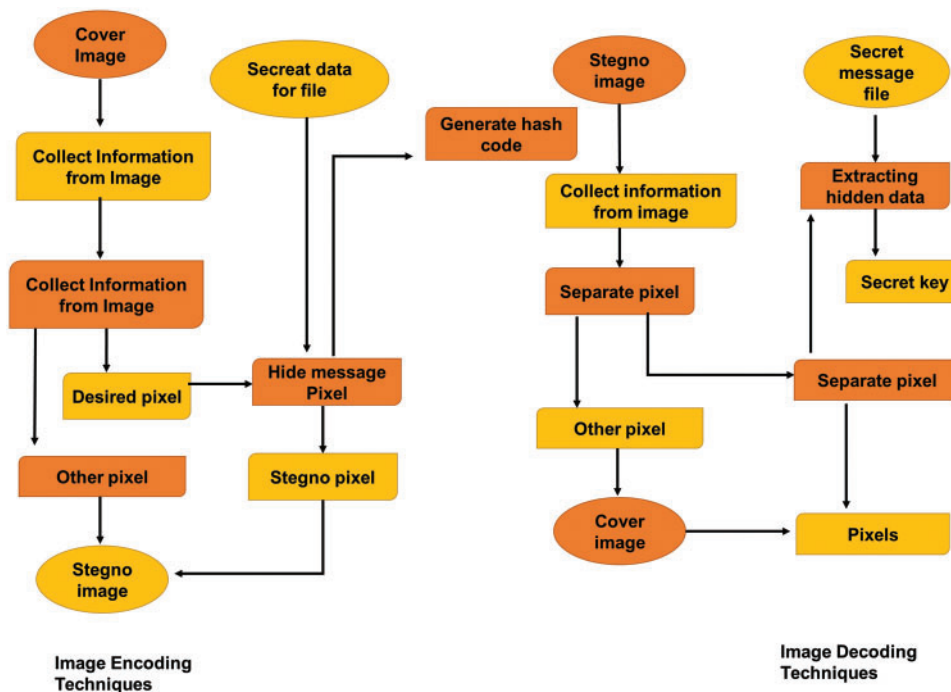 Cover
Image
Secreat data
for file
Collect Information
from Image
Collect Information
from Image
Desired pixel
Hide message
Pixel
Generate hash
code
Other pixel
Stegno pixel
Stegno
image
Image Encoding
Techniques
Stegno
image
Secret
message
file
Collect information
from image
Extracting
hidden data
Separate pixel
Secret key
Separate pixel
Other pixel
Cover
image
Pixels
Image Decoding
Techniques